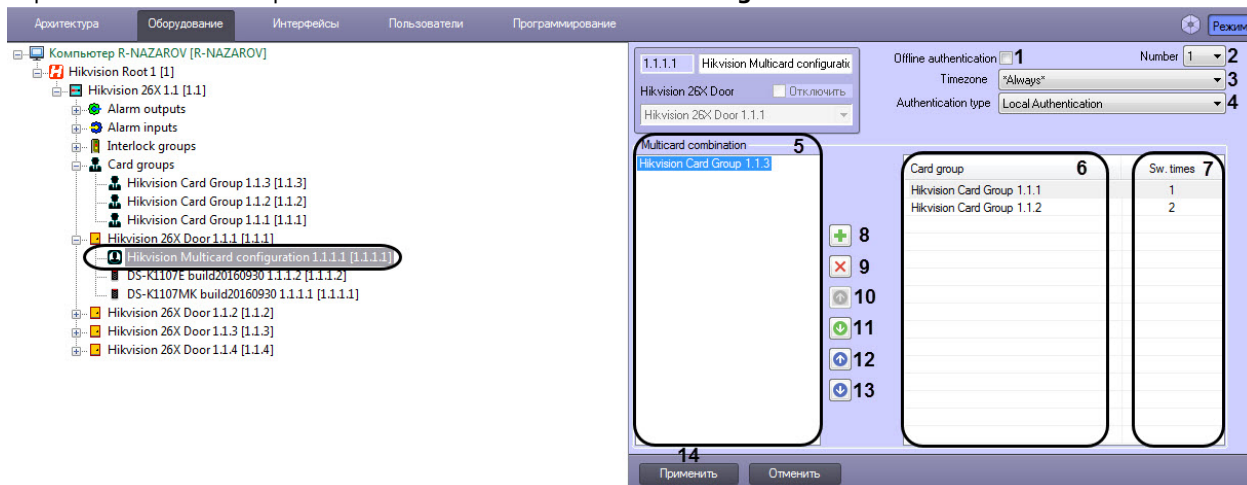 Архитектура Оборудование Интерфейсы Пользователи Программирование Режим
Компьютер R-NAZAROV [R-NAZAROV]
Hikvision Root 1 [1]
Hikvision 26X 1.1 [1.1]
Alarm outputs
Alarm inputs
Interlock groups
Card groups
Hikvision Card Group 1.1.3 [1.1.3]
Hikvision Card Group 1.1.2 [1.1.2]
Hikvision Card Group 1.1.1 [1.1.1]
Hikvision 26X Door 1.1.1 [1.1.1]
Hikvision Multicard configuration 1.1.1.1 [1.1.1.1]
DS-K1107E build20160930 1.1.1.2 [1.1.1.2]
DS-K1107MK build20160930 1.1.1.1 [1.1.1.1]
Hikvision 26X Door 1.1.2 [1.1.2]
Hikvision 26X Door 1.1.3 [1.1.3]
Hikvision 26X Door 1.1.4 [1.1.4]
1.1.1.1 Hikvision Multicard configuratic
Hikvision 26X Door Отключить
Hikvision 26X Door 1.1.1
Offline authentication 1 Number 1 2
Timezone *Always* 3
Authentication type Local Authentication 4
Multicard combination 5
Hikvision Card Group 1.1.3
Card group 6 Sw. times 7
Hikvision Card Group 1.1.1 1
Hikvision Card Group 1.1.2 2
8
9
10
11
12
13
14
Применить Отменить